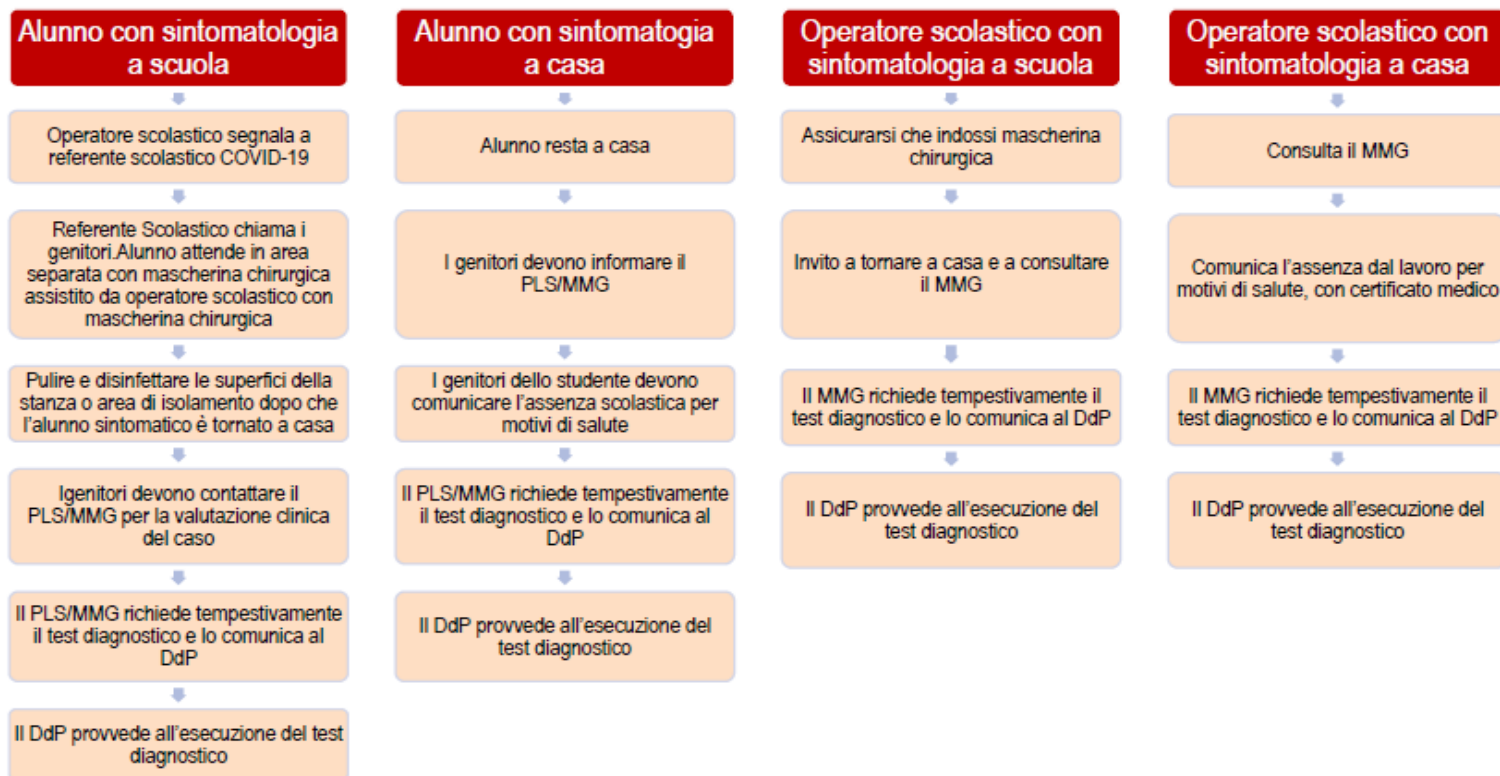 Alunno con sintomatologia
a scuola
Operatore scolastico segnala a
referente scolastico COVID-19
Referente Scolastico chiama i
genitori.Alunno attende in area
separata con mascherina chirurgica
assistito da operatore scolastico con
mascherina chirurgica
Pulire e disinfettare le superfici della
stanza o area di isolamento dopo che
l'alunno sintomatico è tornato a casa
Igenitori devono contattare il
PLS/MMG per la valutazione clinica
del caso
Il PLS/MMG richiede tempestivamente
il test diagnostico e lo comunica al
DdP
Il DdP provvede all'esecuzione del test
diagnostico
Alunno con sintomatogia
a casa
Alunno resta a casa
I genitori devono informare il
PLS/MMG
I genitori dello studente devono
comunicare l'assenza scolastica per
motivi di salute
Il PLS/MMG richiede tempestivamente
il test diagnostico e lo comunica al
DdP
Il DdP provvede all'esecuzione del
test diagnostico
Operatore scolastico con
sintomatologia a scuola
Assicurarsi che indossi mascherina
chirurgica
Invito a tornare a casa e a consultare
il MMG
Il MMG richiede tempestivamente il
test diagnostico e lo comunica al DdP
Il DdP provvede all'esecuzione del
test diagnostico
Operatore scolastico con
sintomatologia a casa
Consulta il MMG
Comunica l'assenza dal lavoro per
motivi di salute, con certificato medico
Il MMG richiede tempestivamente il
test diagnostico e lo comunica al DdP
Il DdP provvede all'esecuzione del
test diagnostico